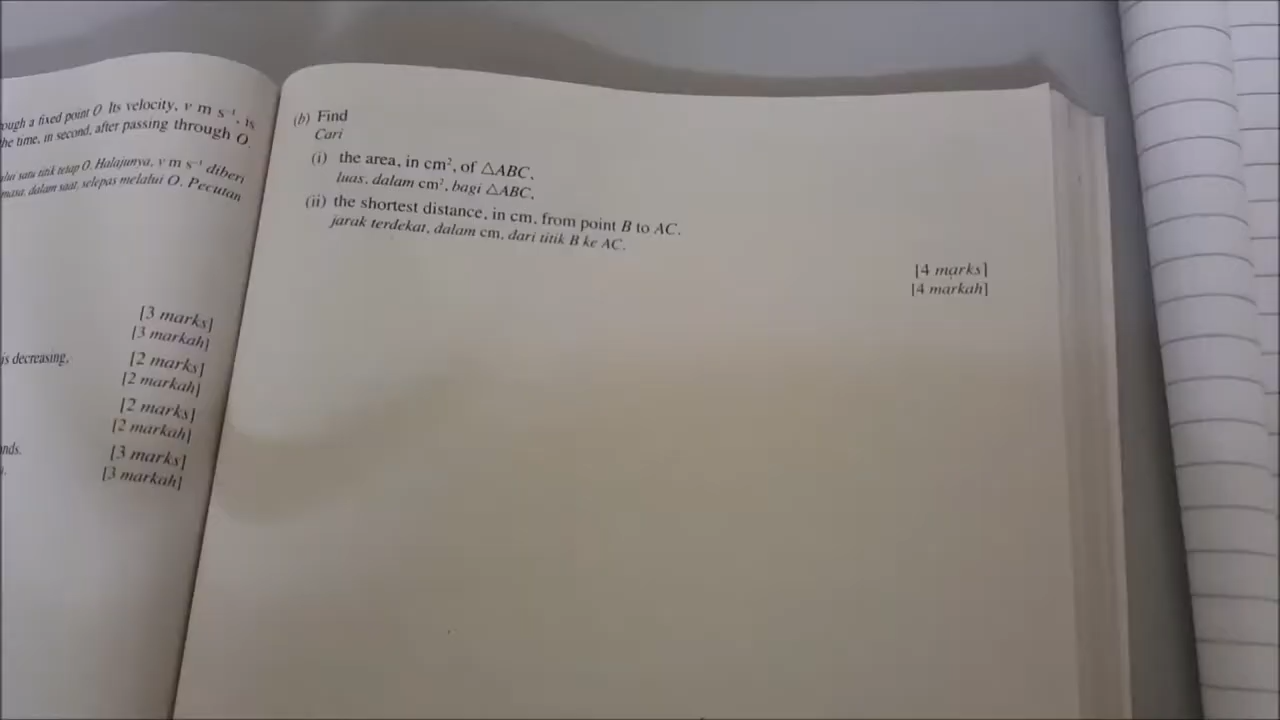 ough a fixed point O. Its velocity, v m s⁻¹, is
the time, in second, after passing through O.
lalui satu titik tetap O. Halajunya, v m s⁻¹ diberi
masa, dalam saat, selepas melalui O. Pecutan
[3 marks]
[3 markah]
is decreasing,
[2 marks]
[2 markah]
[2 marks]
[2 markah]
nds.
[3 marks]
[3 markah]
(b) Find
Cari
(i) the area, in cm², of △ABC,
luas, dalam cm², bagi △ABC,
(ii) the shortest distance, in cm, from point B to AC.
jarak terdekat, dalam cm, dari titik B ke AC.
[4 marks]
[4 markah]